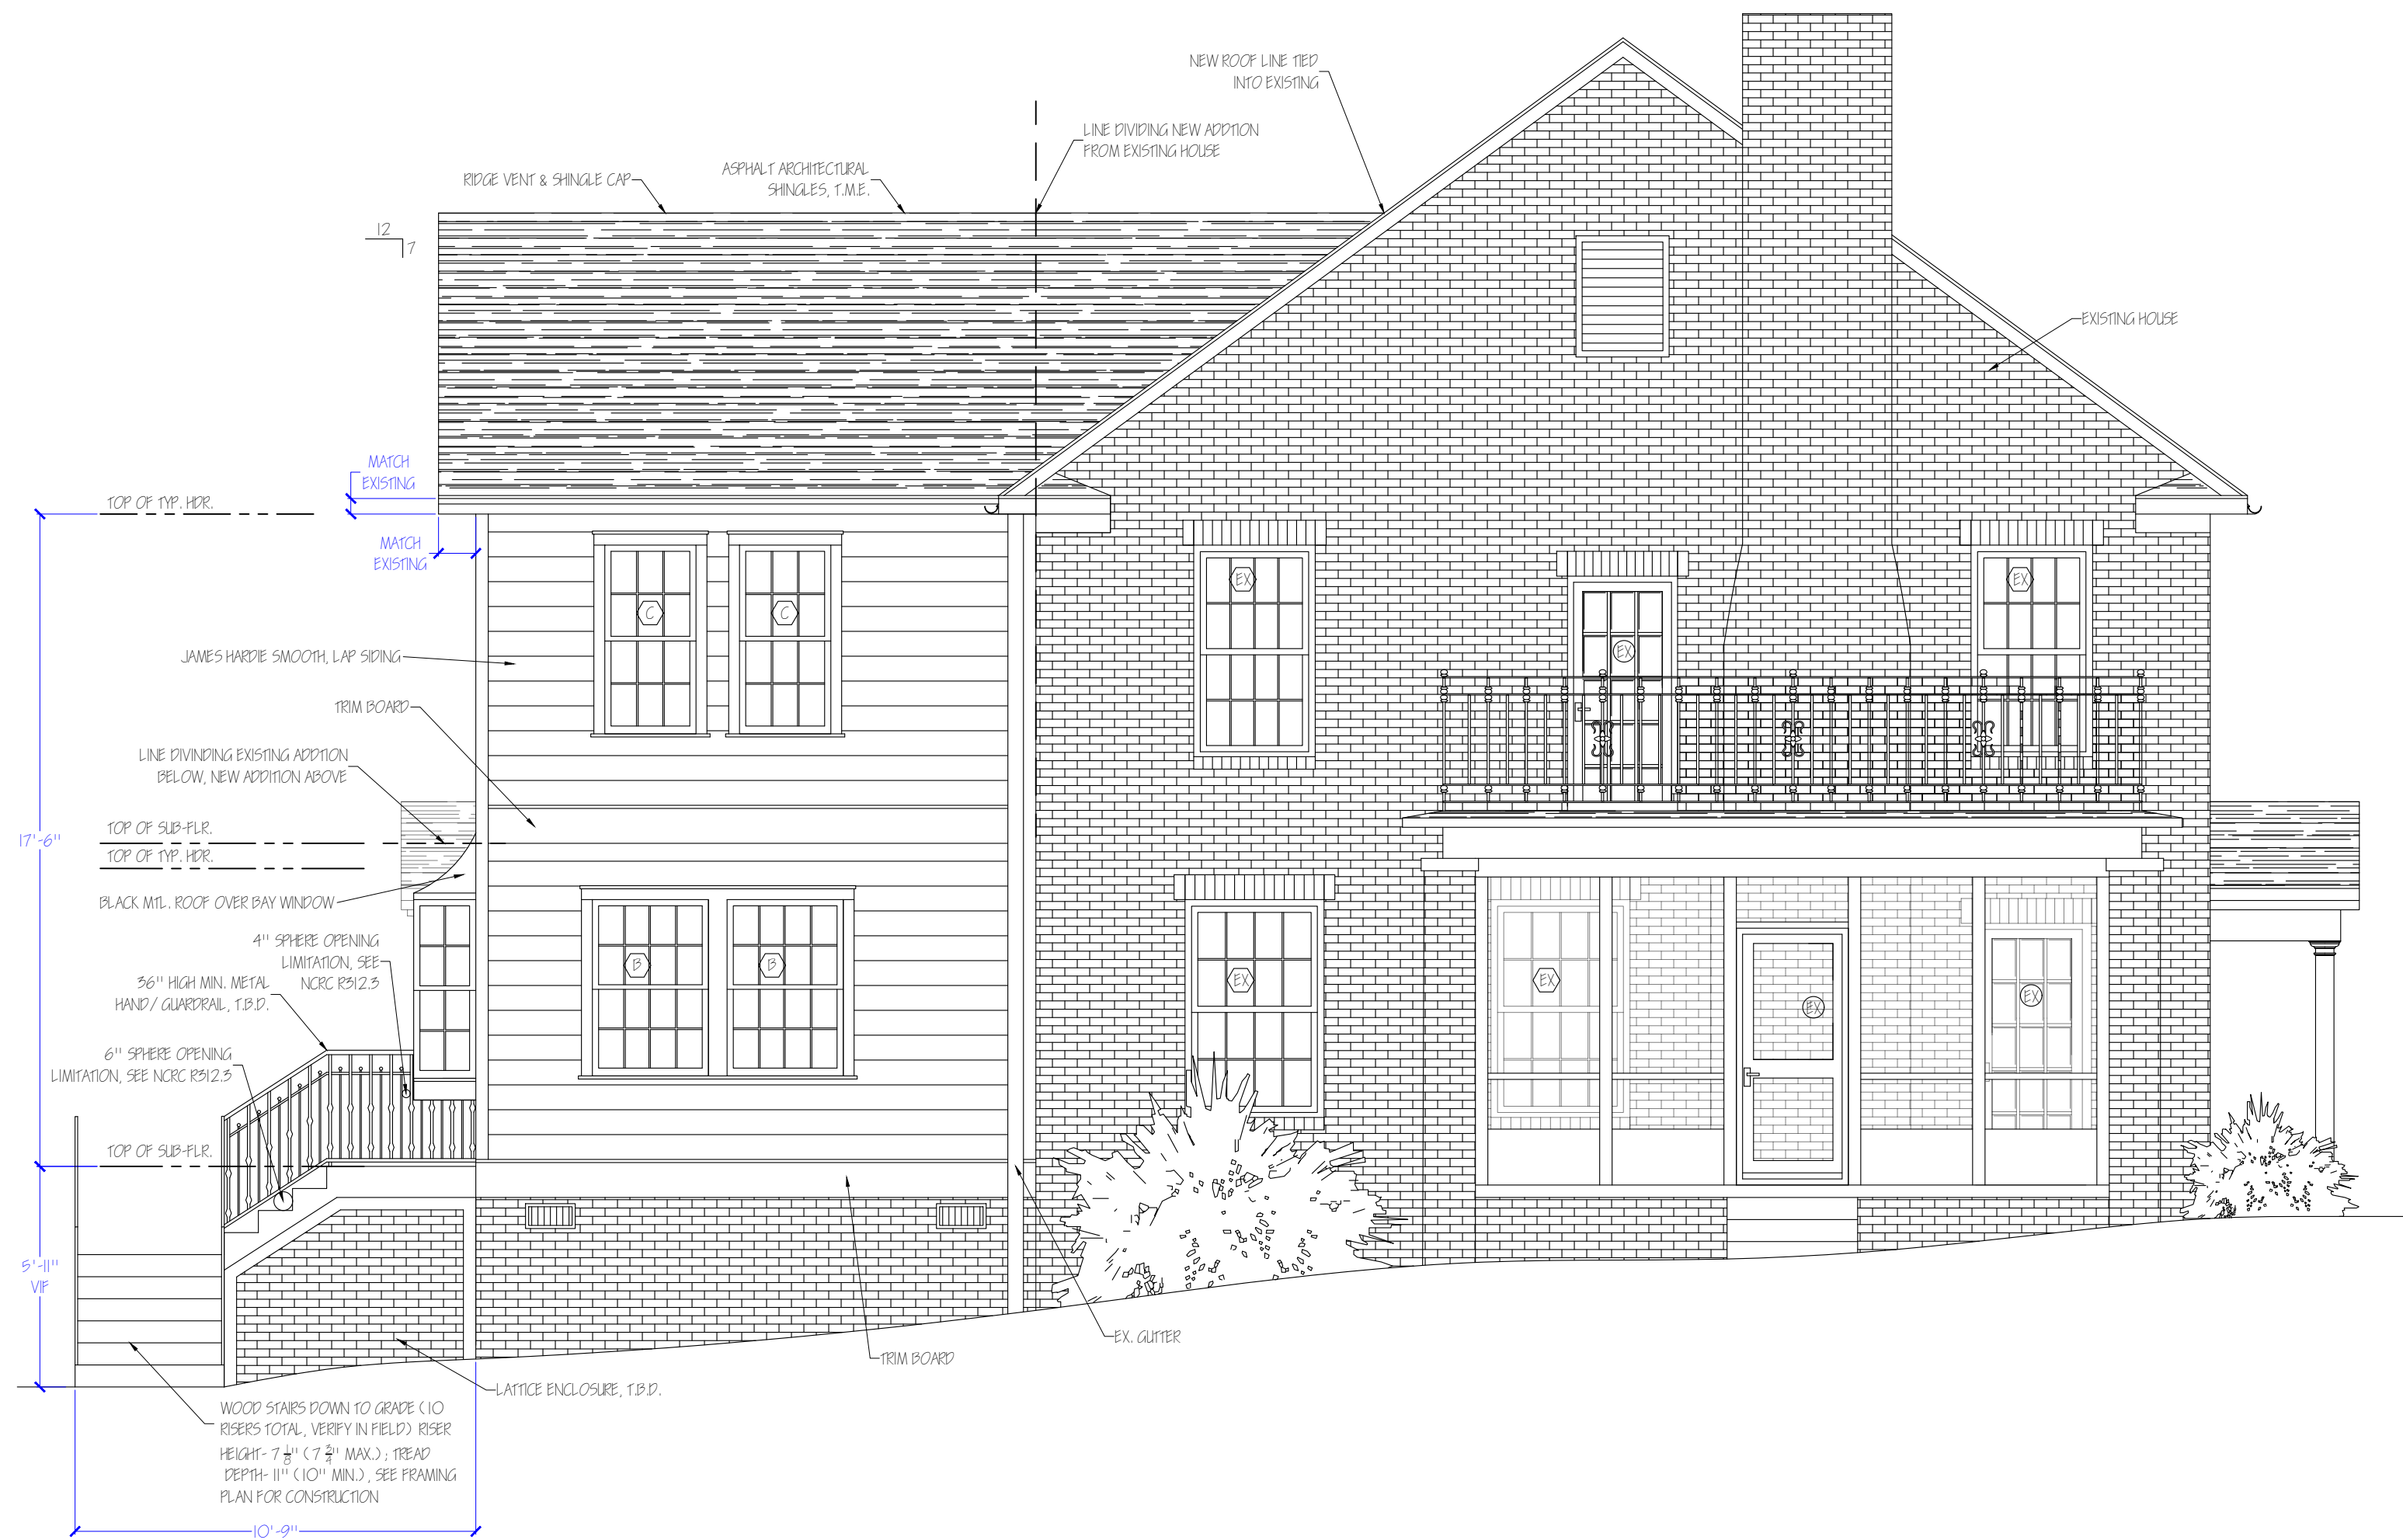 NEW ROOF LINE TIED
INTO EXISTING
LINE DIVIDING NEW ADDTION
FROM EXISTING HOUSE
ASPHALT ARCHITECTURAL
SHINGLES, T.M.E.
RIDGE VENT & SHINGLE CAP
12
7
EXISTING HOUSE
MATCH
EXISTING
TOP OF TYP. HDR.
MATCH
EXISTING
EX
EX
C
C
EX
JAMES HARDIE SMOOTH, LAP SIDING
TRIM BOARD
LINE DIVINDING EXISTING ADDTION
BELOW, NEW ADDITION ABOVE
TOP OF SUB-FLR.
17'-6"
TOP OF TYP. HDR.
BLACK MTL. ROOF OVER BAY WINDOW
4" SPHERE OPENING
LIMITATION, SEE
NCRC R312.3
B
B
EX
EX
EX
EX
36" HIGH MIN. METAL
HAND/ GUARDRAIL, T.B.D.
6" SPHERE OPENING
LIMITATION, SEE NCRC R312.3
TOP OF SUB-FLR.
5'-11"
VIF
EX. GUTTER
TRIM BOARD
LATTICE ENCLOSURE, T.B.D.
WOOD STAIRS DOWN TO GRADE (10
RISERS TOTAL, VERIFY IN FIELD) RISER
HEIGHT- 7 1/8" (7 3/4" MAX.); TREAD
DEPTH- 11" (10" MIN.), SEE FRAMING
PLAN FOR CONSTRUCTION
10'-9"